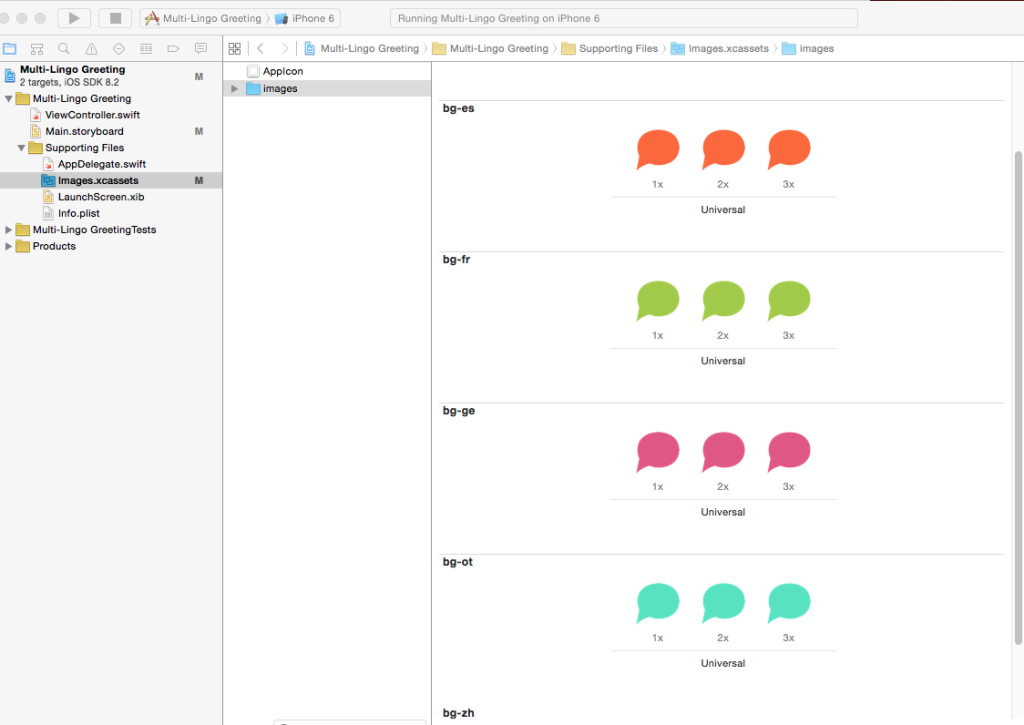 Multi-Lingo Greeting › iPhone 6
Running Multi-Lingo Greeting on iPhone 6
Multi-Lingo Greeting › Multi-Lingo Greeting › Supporting Files › Images.xcassets › images
Multi-Lingo Greeting M
2 targets, iOS SDK 8.2
Multi-Lingo Greeting
ViewController.swift
Main.storyboard M
Supporting Files
AppDelegate.swift
Images.xcassets M
LaunchScreen.xib
Info.plist
Multi-Lingo GreetingTests
Products
AppIcon
images
bg-es
1x 2x 3x
Universal
bg-fr
1x 2x 3x
Universal
bg-ge
1x 2x 3x
Universal
bg-ot
1x 2x 3x
Universal
bg-zh